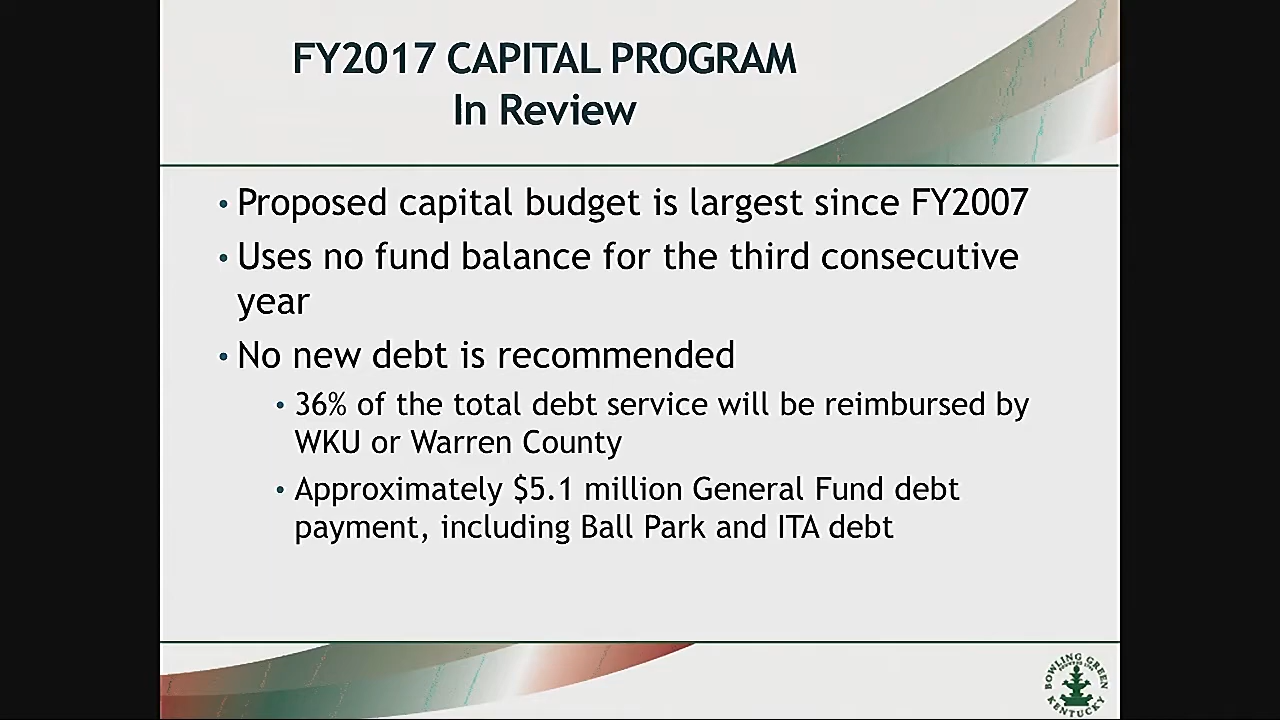 FY2017 CAPITAL PROGRAM
In Review
• Proposed capital budget is largest since FY2007
• Uses no fund balance for the third consecutive
year
• No new debt is recommended
• 36% of the total debt service will be reimbursed by
WKU or Warren County
• Approximately $5.1 million General Fund debt
payment, including Ball Park and ITA debt
BOWLING GREEN
KENTUCKY